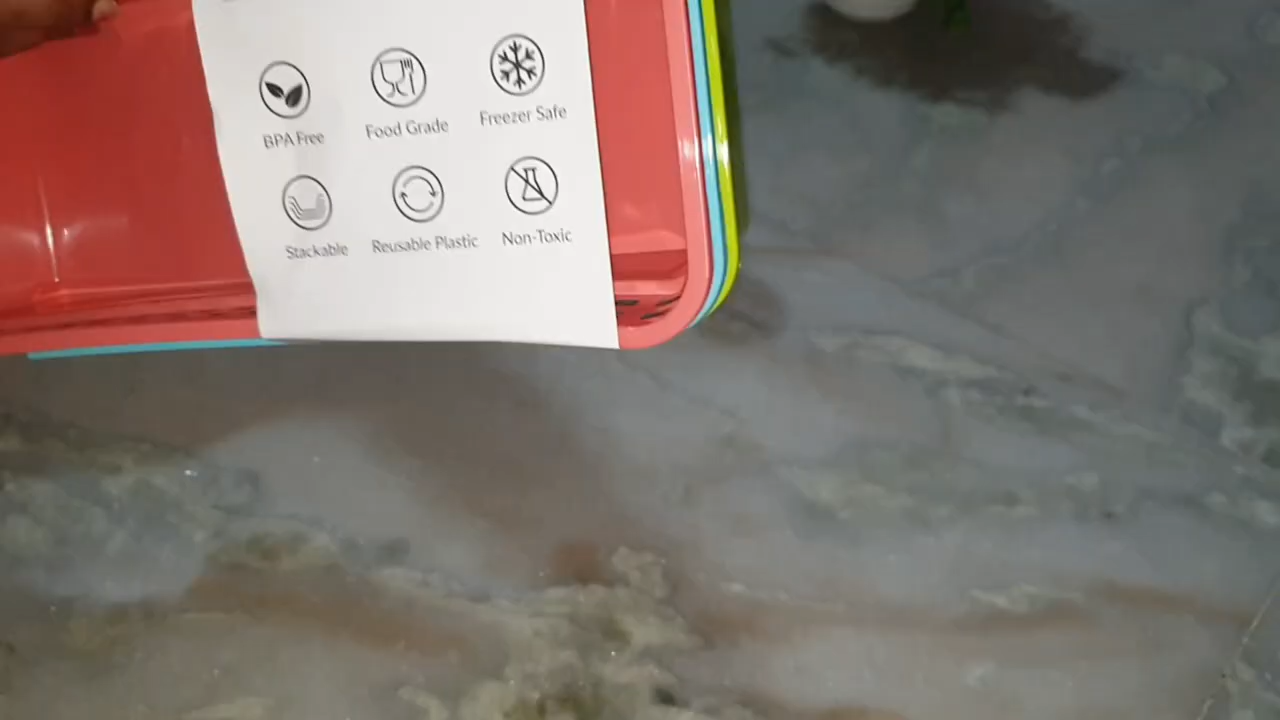 BPA Free
Food Grade
Freezer Safe
Stackable
Reusable Plastic
Non-Toxic